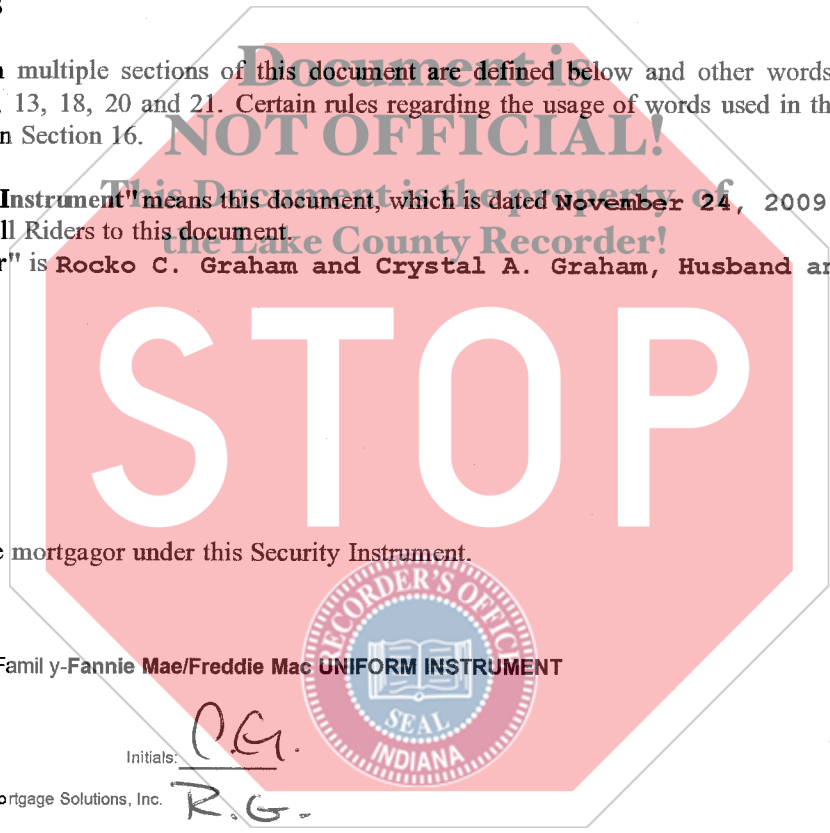 multiple sections of this document are defined below and other words
13, 18, 20 and 21. Certain rules regarding the usage of words used in
n Section 16.
Document is
NOT OFFICIAL!
This Document is the property of
the Lake County Recorder!
Instrument" means this document, which is dated November 24, 2009
ll Riders to this document.
r" is Rocko C. Graham and Crystal A. Graham, Husband
STOP
e mortgagor under this Security Instrument.
RECORDER'S OFFICE
SEAL
INDIANA
Family-Fannie Mae/Freddie Mac UNIFORM INSTRUMENT
Initials: C.G.
ortgage Solutions, Inc. R.G.